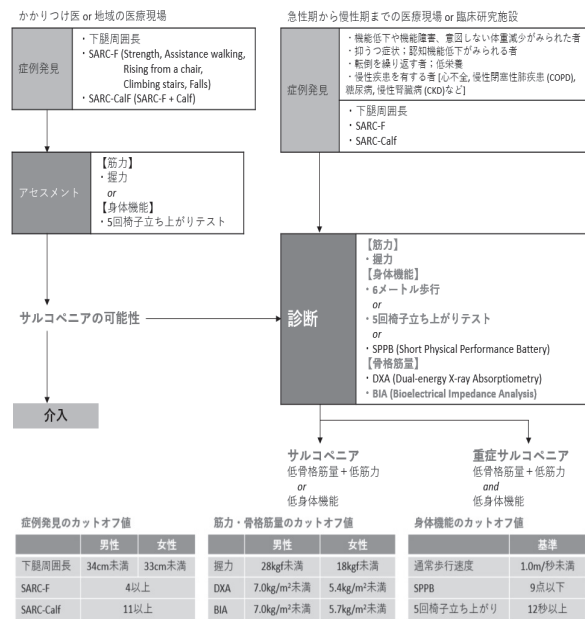 かかりつけ医 or 地域の医療現場
症例発見
・下腿周囲長
・SARC-F (Strength, Assistance walking,
Rising from a chair,
Climbing stairs, Falls)
・SARC-CalF (SARC-F + Calf)
アセスメント
【筋力】
・握力
or
【身体機能】
・5回椅子立ち上がりテスト
サルコペニアの可能性
介入
急性期から慢性期までの医療現場 or 臨床研究施設
症例発見
・機能低下や機能障害、意図しない体重減少がみられた者
・抑うつ症状；認知機能低下がみられる者
・転倒を繰り返す者；低栄養
・慢性疾患を有する者 [心不全, 慢性閉塞性肺疾患 (COPD),
糖尿病, 慢性腎臓病 (CKD)など]
・下腿周囲長
・SARC-F
・SARC-Calf
診断
【筋力】
・握力
【身体機能】
・6メートル歩行
or
・5回椅子立ち上がりテスト
or
・SPPB (Short Physical Performance Battery)
【骨格筋量】
・DXA (Dual-energy X-ray Absorptiometry)
・BIA (Bioelectrical Impedance Analysis)
サルコペニア
低骨格筋量 + 低筋力
or
低身体機能
重症サルコペニア
低骨格筋量 + 低筋力
and
低身体機能
症例発見のカットオフ値
男性 女性
下腿周囲長 34cm未満 33cm未満
SARC-F 4以上
SARC-Calf 11以上
筋力・骨格筋量のカットオフ値
男性 女性
握力 28kgf未満 18kgf未満
DXA 7.0kg/m²未満 5.4kg/m²未満
BIA 7.0kg/m²未満 5.7kg/m²未満
身体機能のカットオフ値
基準
通常歩行速度 1.0m/秒未満
SPPB 9点以下
5回椅子立ち上がり 12秒以上